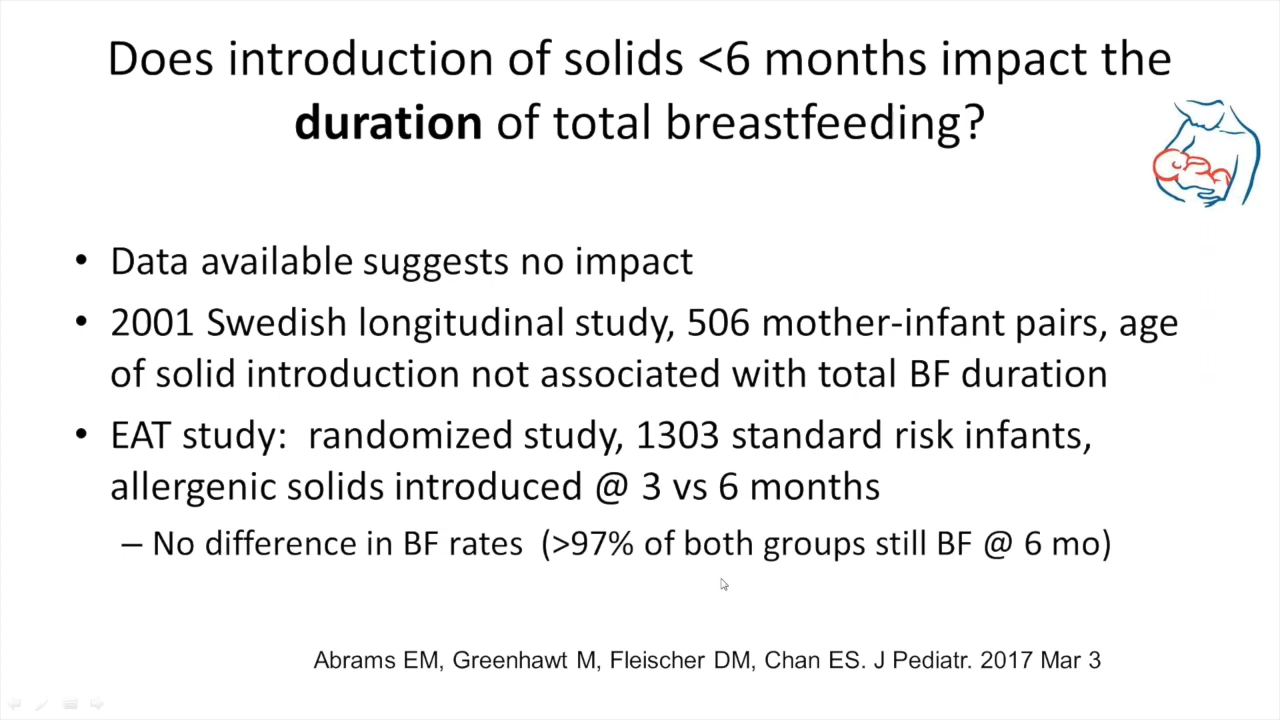 Does introduction of solids <6 months impact the
duration of total breastfeeding?
• Data available suggests no impact
• 2001 Swedish longitudinal study, 506 mother-infant pairs, age
of solid introduction not associated with total BF duration
• EAT study:  randomized study, 1303 standard risk infants,
allergenic solids introduced @ 3 vs 6 months
– No difference in BF rates  (>97% of both groups still BF @ 6 mo)
Abrams EM, Greenhawt M, Fleischer DM, Chan ES. J Pediatr. 2017 Mar 3